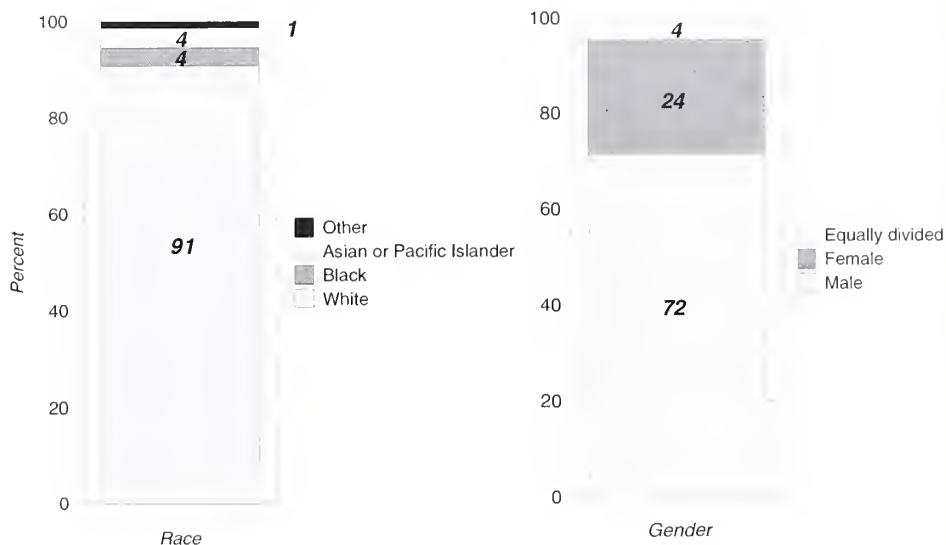 100
80
60
40
20
0
Percent
1
4
4
91
Race
Other
Asian or Pacific Islander
Black
White
100
80
60
40
20
0
4
24
72
Gender
Equally divided
Female
Male